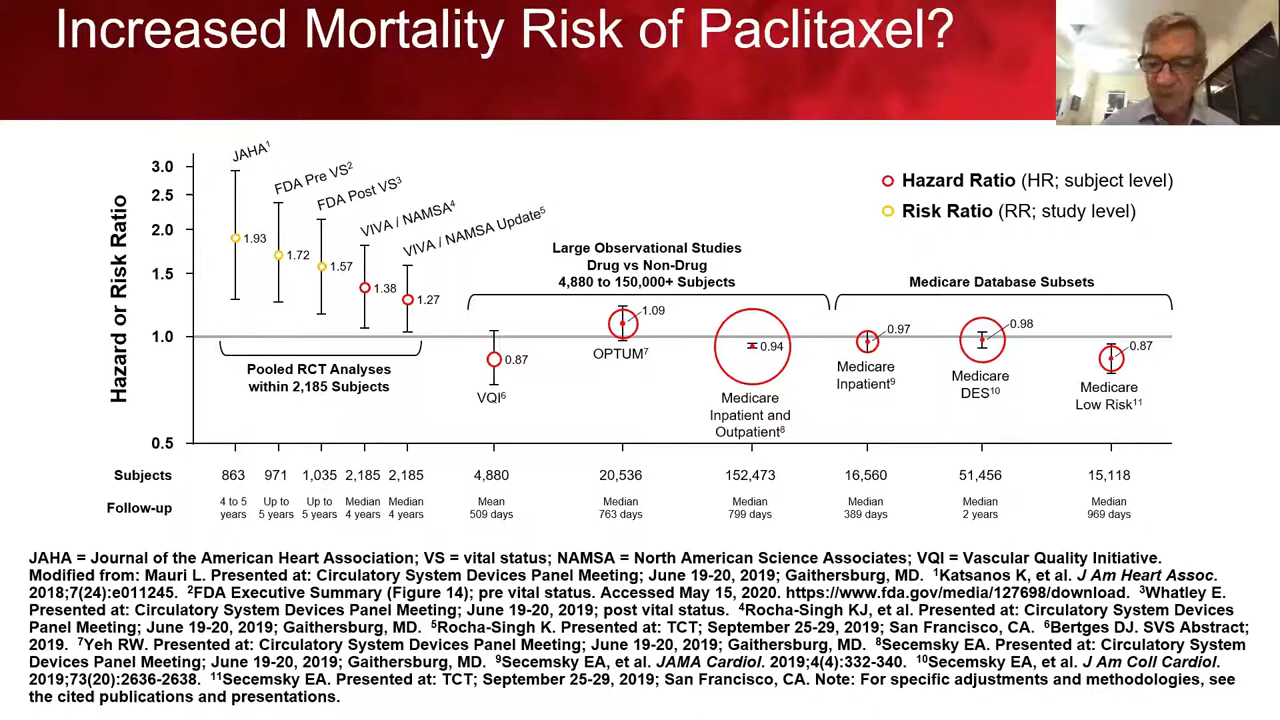 Increased Mortality Risk of Paclitaxel?
Hazard or Risk Ratio
3.0
2.5
2.0
1.5
1.0
0.5
JAHA¹
FDA Pre VS²
FDA Post VS³
VIVA / NAMSA⁴
VIVA / NAMSA Update⁵
1.93
1.72
1.57
1.38
1.27
Pooled RCT Analyses
within 2,185 Subjects
Hazard Ratio (HR; subject level)
Risk Ratio (RR; study level)
Large Observational Studies
Drug vs Non-Drug
4,880 to 150,000+ Subjects
Medicare Database Subsets
0.87
VQI⁶
1.09
OPTUM⁷
0.94
Medicare
Inpatient and
Outpatient⁸
0.97
Medicare
Inpatient⁹
0.98
Medicare
DES¹⁰
0.87
Medicare
Low Risk¹¹
Subjects 863 971 1,035 2,185 2,185 4,880 20,536 152,473 16,560 51,456 15,118
Follow-up
4 to 5
years
Up to
5 years
Up to
5 years
Median
4 years
Median
4 years
Mean
509 days
Median
763 days
Median
799 days
Median
389 days
Median
2 years
Median
969 days
JAHA = Journal of the American Heart Association; VS = vital status; NAMSA = North American Science Associates; VQI = Vascular Quality Initiative.
Modified from: Mauri L. Presented at: Circulatory System Devices Panel Meeting; June 19-20, 2019; Gaithersburg, MD. ¹Katsanos K, et al. J Am Heart Assoc.
2018;7(24):e011245. ²FDA Executive Summary (Figure 14); pre vital status. Accessed May 15, 2020. https://www.fda.gov/media/127698/download. ³Whatley E.
Presented at: Circulatory System Devices Panel Meeting; June 19-20, 2019; post vital status. ⁴Rocha-Singh KJ, et al. Presented at: Circulatory System Devices
Panel Meeting; June 19-20, 2019; Gaithersburg, MD. ⁵Rocha-Singh K. Presented at: TCT; September 25-29, 2019; San Francisco, CA. ⁶Bertges DJ. SVS Abstract;
2019. ⁷Yeh RW. Presented at: Circulatory System Devices Panel Meeting; June 19-20, 2019; Gaithersburg, MD. ⁸Secemsky EA. Presented at: Circulatory System
Devices Panel Meeting; June 19-20, 2019; Gaithersburg, MD. ⁹Secemsky EA, et al. JAMA Cardiol. 2019;4(4):332-340. ¹⁰Secemsky EA, et al. J Am Coll Cardiol.
2019;73(20):2636-2638. ¹¹Secemsky EA. Presented at: TCT; September 25-29, 2019; San Francisco, CA. Note: For specific adjustments and methodologies, see
the cited publications and presentations.